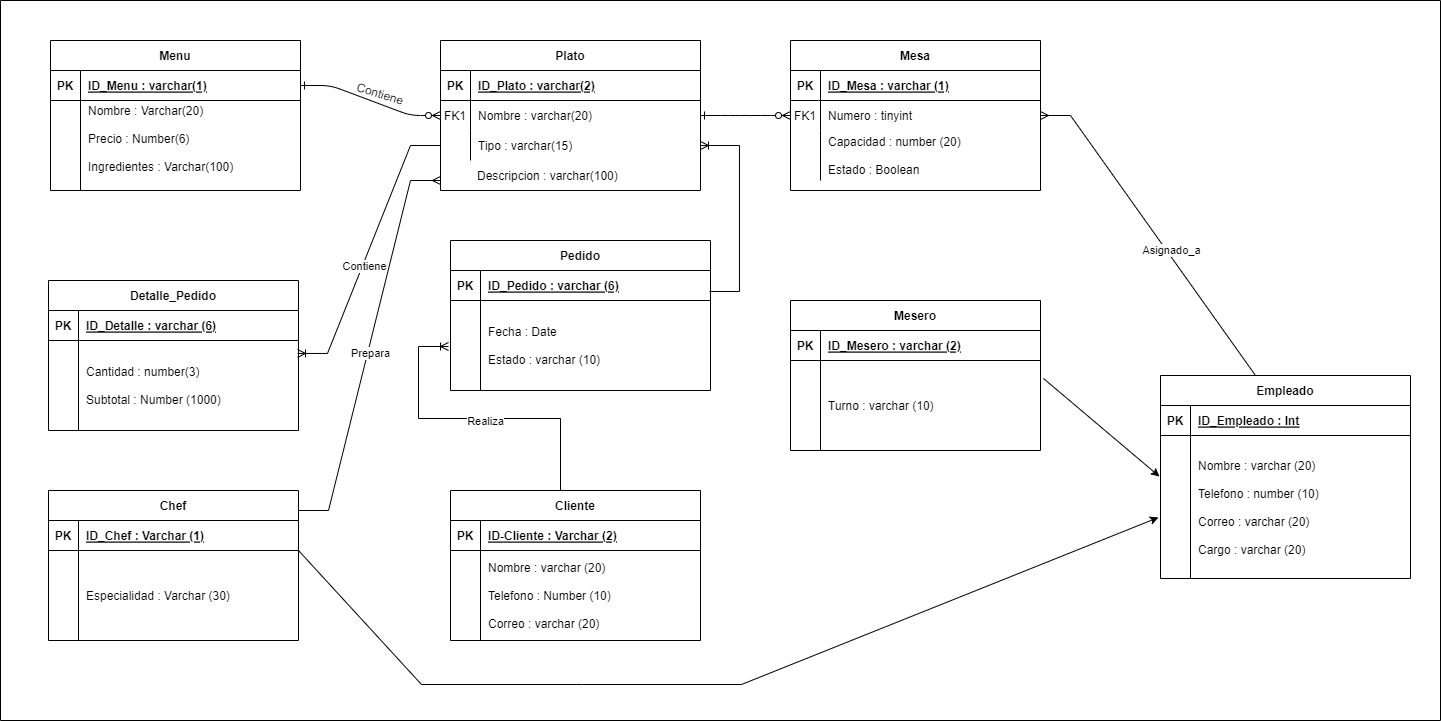 Menu
PK ID_Menu : varchar(1)
Nombre : Varchar(20)
Precio : Number(6)
Ingredientes : Varchar(100)
Contiene
Plato
PK ID_Plato : varchar(2)
FK1 Nombre : varchar(20)
Tipo : varchar(15)
Descripcion : varchar(100)
Mesa
PK ID_Mesa : varchar (1)
FK1 Numero : tinyint
Capacidad : number (20)
Estado : Boolean
Asignado_a
Contiene
Pedido
PK ID_Pedido : varchar (6)
Fecha : Date
Estado : varchar (10)
Detalle_Pedido
PK ID_Detalle : varchar (6)
Cantidad : number(3)
Subtotal : Number (1000)
Prepara
Mesero
PK ID_Mesero : varchar (2)
Turno : varchar (10)
Empleado
PK ID_Empleado : Int
Nombre : varchar (20)
Telefono : number (10)
Correo : varchar (20)
Cargo : varchar (20)
Realiza
Chef
PK ID_Chef : Varchar (1)
Especialidad : Varchar (30)
Cliente
PK ID-Cliente : Varchar (2)
Nombre : varchar (20)
Telefono : Number (10)
Correo : varchar (20)